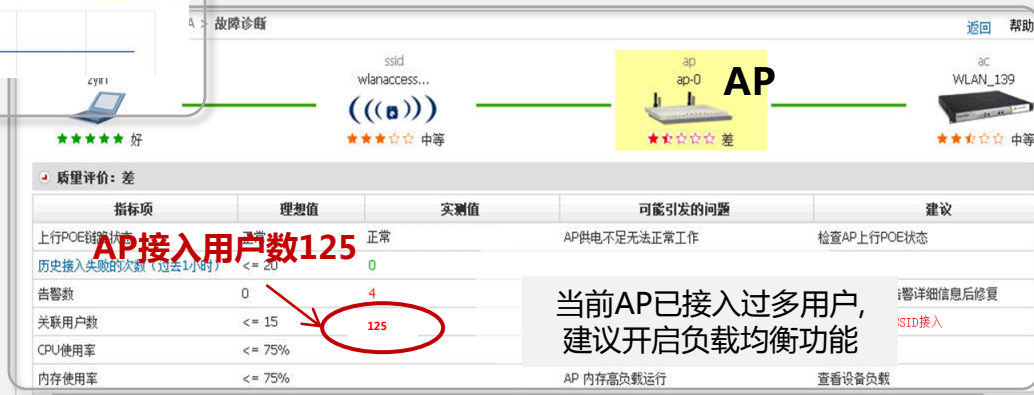 > 故障诊断
返回 帮助
zyin
ssid
wlanaccess...
ap
ap-0
AP
ac
WLAN_139
好
中等
差
中等
质里评价：差
指标项 理想值 实测值 可能引发的问题 建议
上行POE链路状态 正常 正常 AP供电不足无法正常工作 检查AP上行POE状态
AP接入用户数125
历史接入失败的次数（过去1小时） <= 20 0
告警数 0 4 告警详细信息后修复
关联用户数 <= 15 125 SSID接入
当前AP已接入过多用户,
建议开启负载均衡功能
CPU使用率 <= 75%
内存使用率 <= 75% AP 内存高负载运行 查看设备负载